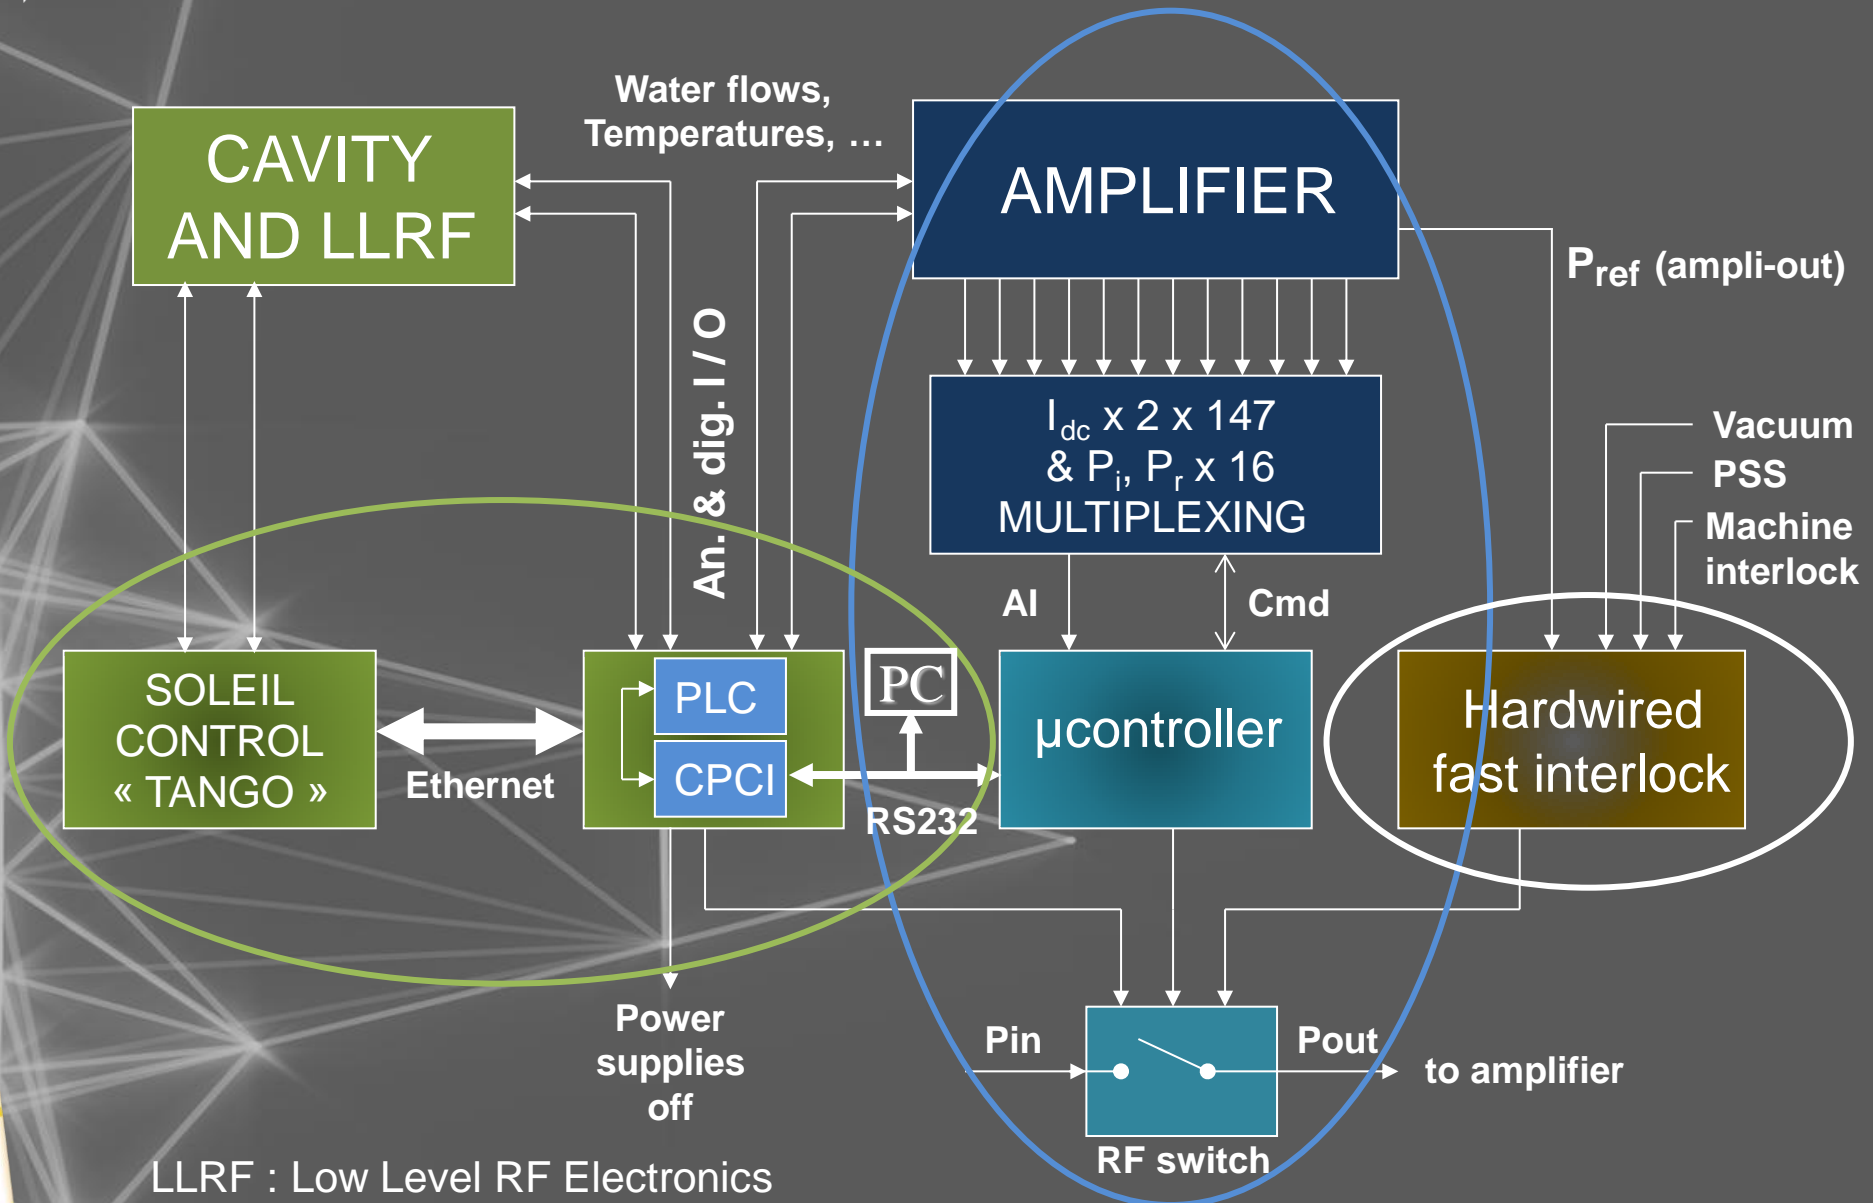 Water flows,
Temperatures, …
CAVITY
AND LLRF
AMPLIFIER
Pref (ampli-out)
An. & dig. I / O
Idc x 2 x 147
& Pi, Pr x 16
MULTIPLEXING
Vacuum
PSS
Machine
interlock
AI
Cmd
SOLEIL
CONTROL
« TANGO »
Ethernet
PLC
CPCI
PC
RS232
µcontroller
Hardwired
fast interlock
Power
supplies
off
Pin
Pout
to amplifier
RF switch
LLRF : Low Level RF Electronics